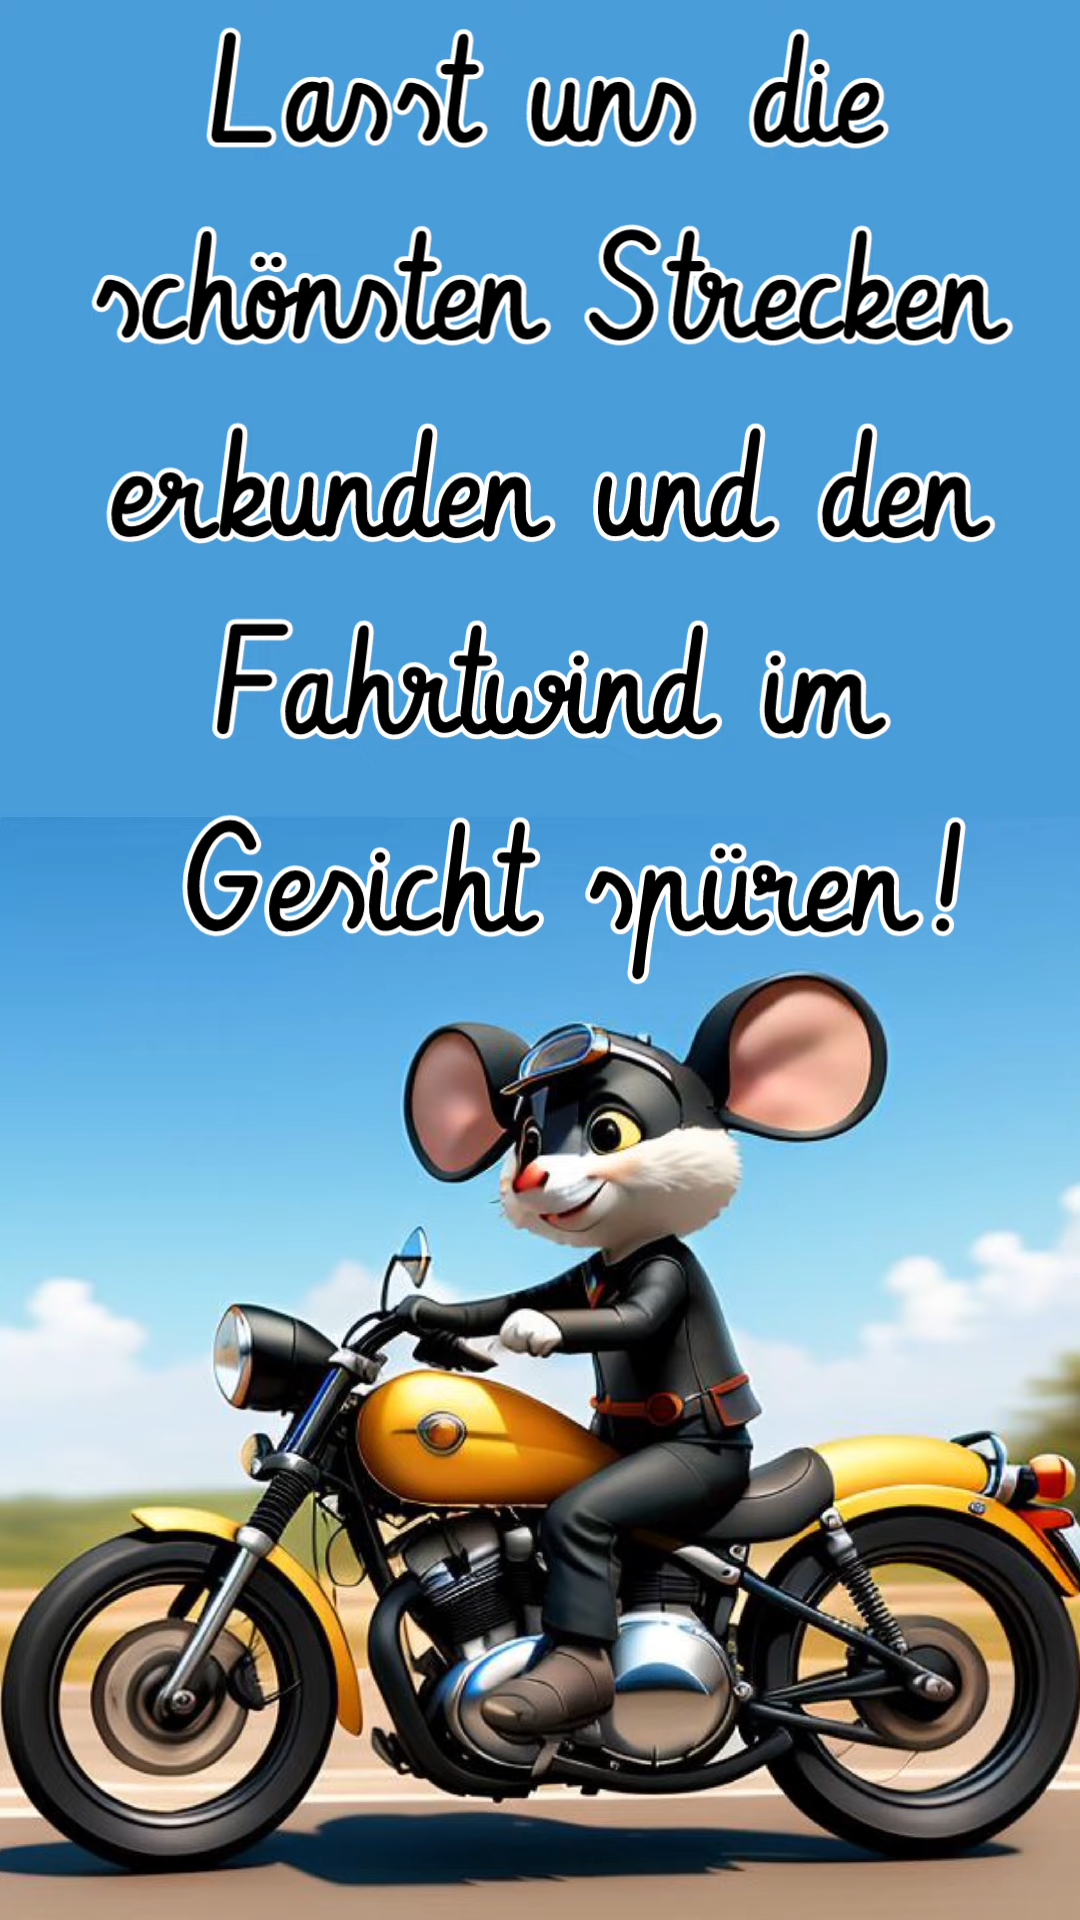 Lasst uns die
schönsten Strecken
erkunden und den
Fahrtwind im
Gesicht spüren!